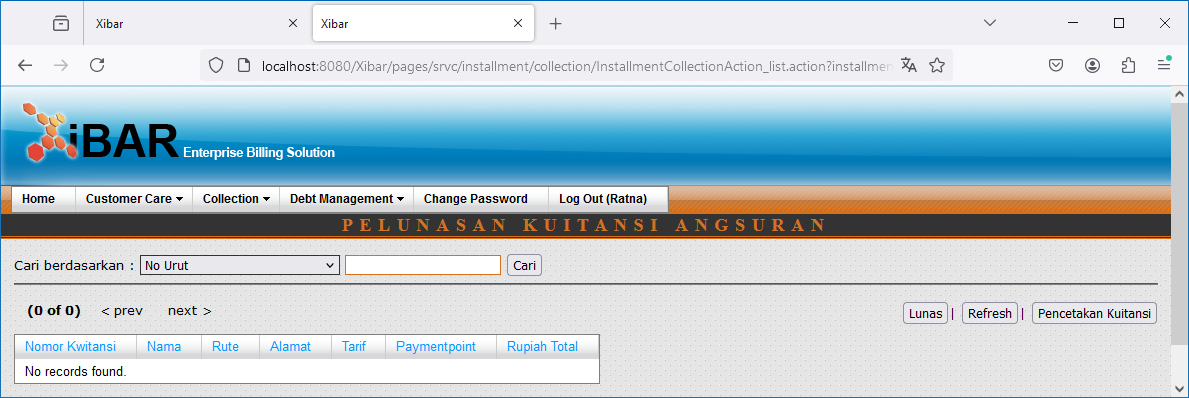 Xibar
Xibar
localhost:8080/Xibar/pages/srvc/installment/collection/InstallmentCollectionAction_list.action?installmen
iBAR Enterprise Billing Solution
Home Customer Care Collection Debt Management Change Password Log Out (Ratna)
PELUNASAN KUITANSI ANGSURAN
Cari berdasarkan : No Urut Cari
(0 of 0) < prev next > Lunas | Refresh | Pencetakan Kuitansi
Nomor Kwitansi Nama Rute Alamat Tarif Paymentpoint Rupiah Total
No records found.